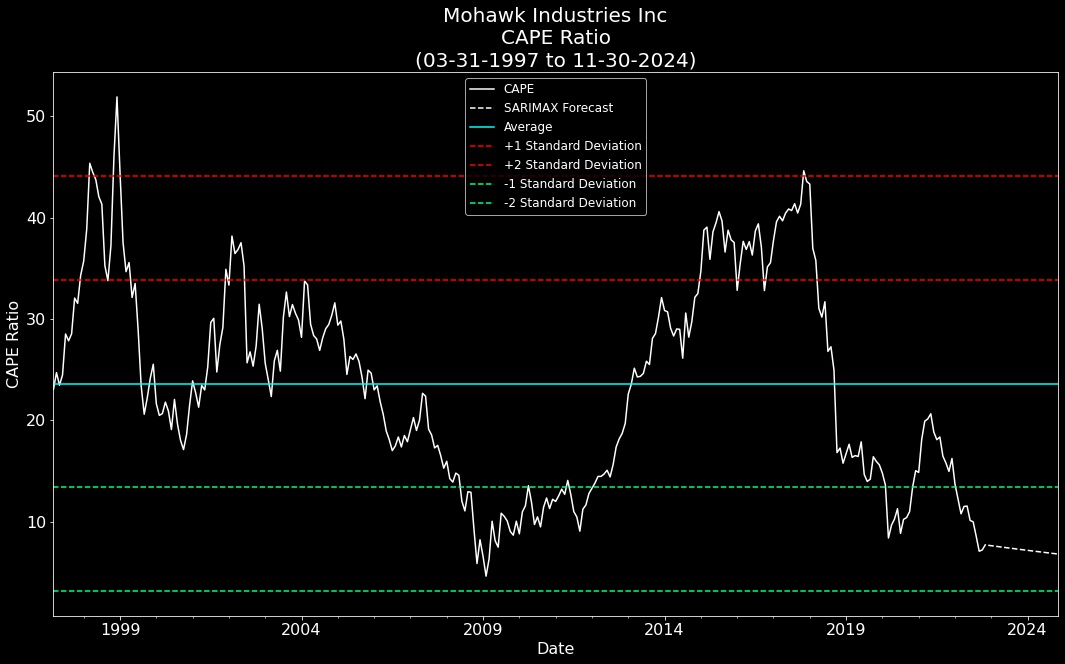 Mohawk Industries Inc
CAPE Ratio
(03-31-1997 to 11-30-2024)
CAPE
SARIMAX Forecast
Average
+1 Standard Deviation
+2 Standard Deviation
-1 Standard Deviation
-2 Standard Deviation
50
40
30
20
10
CAPE Ratio
1999
2004
2009
2014
2019
2024
Date